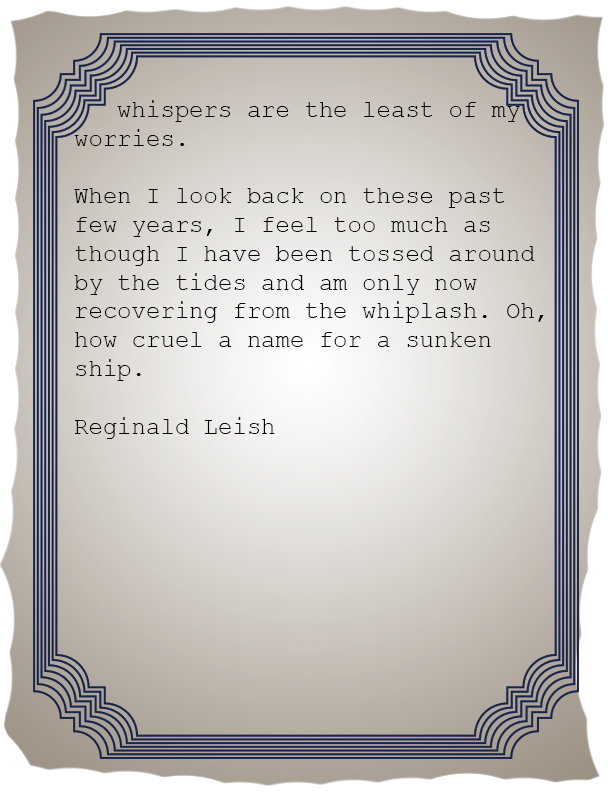 whispers are the least of my
worries.
When I look back on these past
few years, I feel too much as
though I have been tossed around
by the tides and am only now
recovering from the whiplash. Oh,
how cruel a name for a sunken
ship.
Reginald Leish